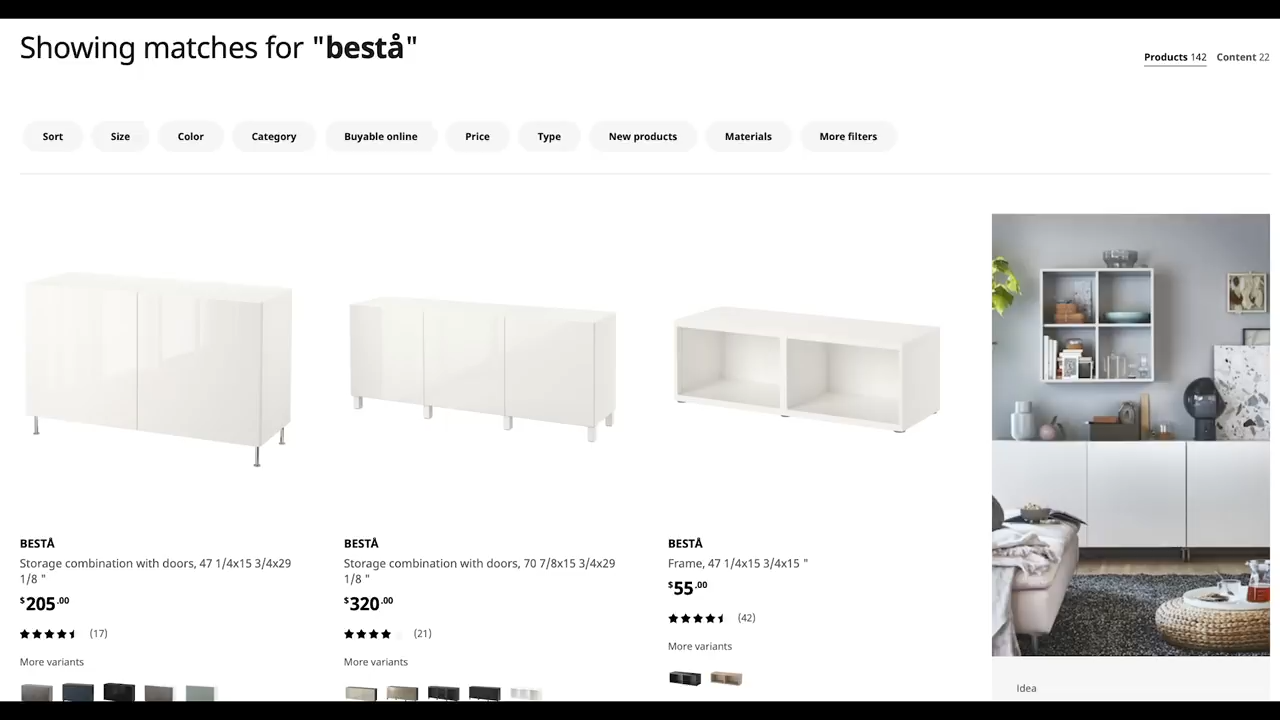 Showing matches for "bestå"
Products 142 Content 22
Sort Size Color Category Buyable online Price Type New products Materials More filters
BESTÅ
Storage combination with doors, 47 1/4x15 3/4x29
1/8 "
$205.00
(17)
More variants
BESTÅ
Storage combination with doors, 70 7/8x15 3/4x29
1/8 "
$320.00
(21)
More variants
BESTÅ
Frame, 47 1/4x15 3/4x15 "
$55.00
(42)
More variants
Idea